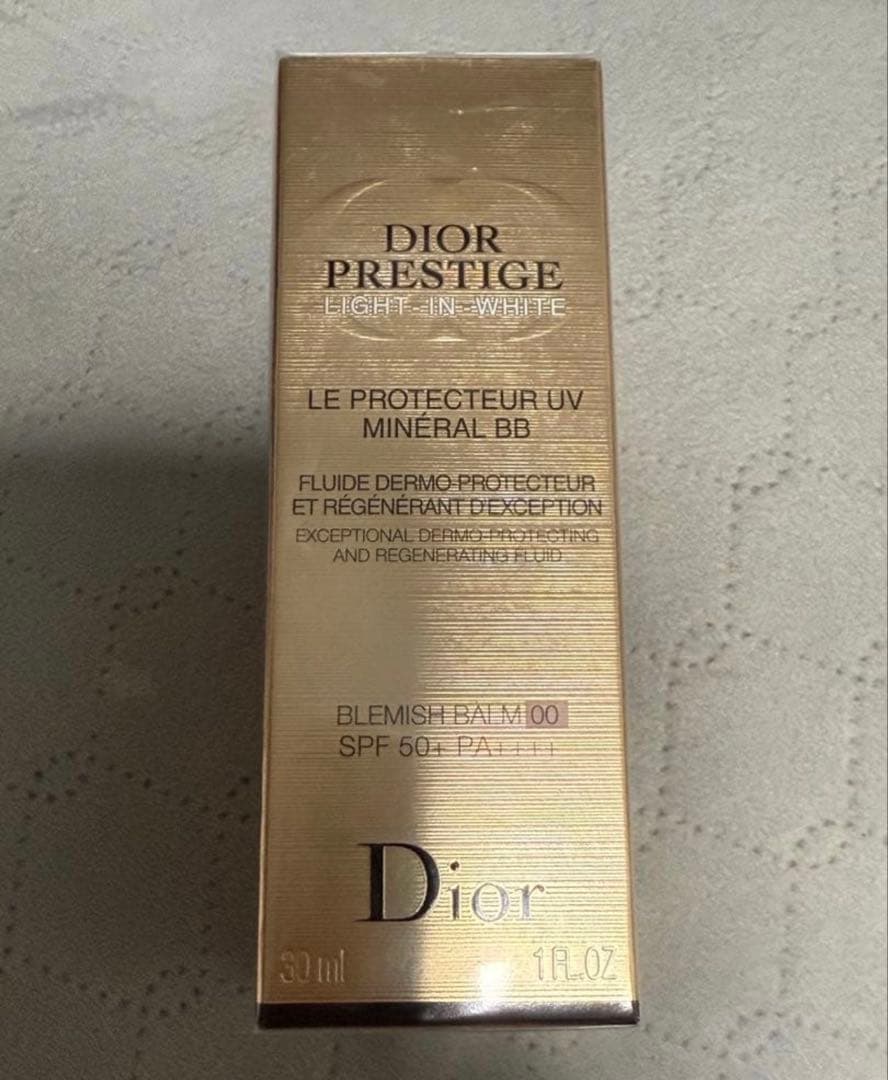 DIOR
PRESTIGE
LIGHT-IN-WHITE
LE PROTECTEUR UV
MINÉRAL BB
FLUIDE DERMO-PROTECTEUR
ET RÉGÉNÉRANT D'EXCEPTION
EXCEPTIONAL DERMO-PROTECTING
AND REGENERATING FLUID
BLEMISH BALM 00
SPF 50+ PA++++
Dior
30 ml 1 FL.OZ